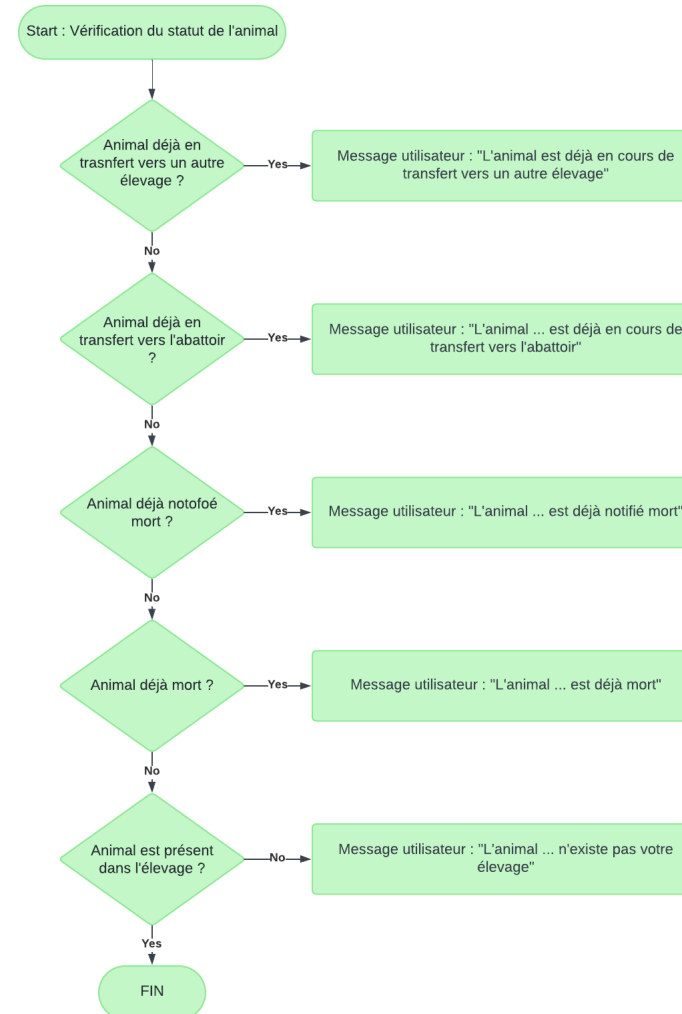 Start : Vérification du statut de l'animal
Animal déjà en
trasnfert vers un autre
élevage ?
Yes
Message utilisateur : "L'animal est déjà en cours de
transfert vers un autre élevage"
No
Animal déjà en
transfert vers l'abattoir
?
Yes
Message utilisateur : "L'animal ... est déjà en cours de
transfert vers l'abattoir"
No
Animal déjà notofoé
mort ?
Yes
Message utilisateur : "L'animal ... est déjà notifié mort"
No
Animal déjà mort ?
Yes
Message utilisateur : "L'animal ... est déjà mort"
No
Animal est présent
dans l'élevage ?
No
Message utilisateur : "L'animal ... n'existe pas votre
élevage"
Yes
FIN